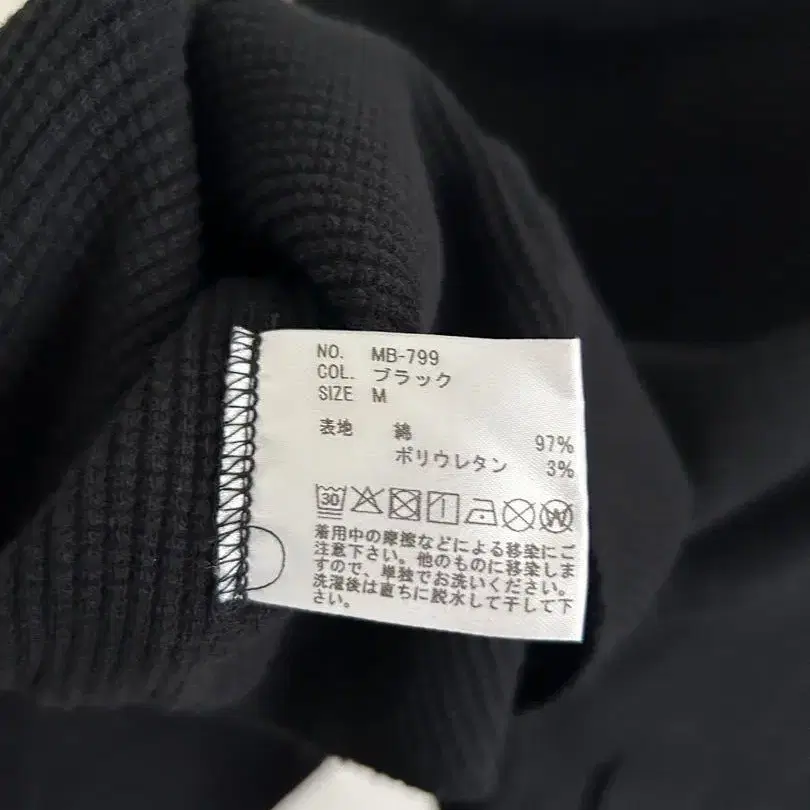 NO. MB-799
COL. ブラック
SIZE M
表地 綿 97%
ポリウレタン 3%
30 W
着用中の摩擦などによる移染にご
注意下さい。他のものに移染しま
すので、単独でお洗いください。
洗濯後は直ちに脱水して干して下
さい。